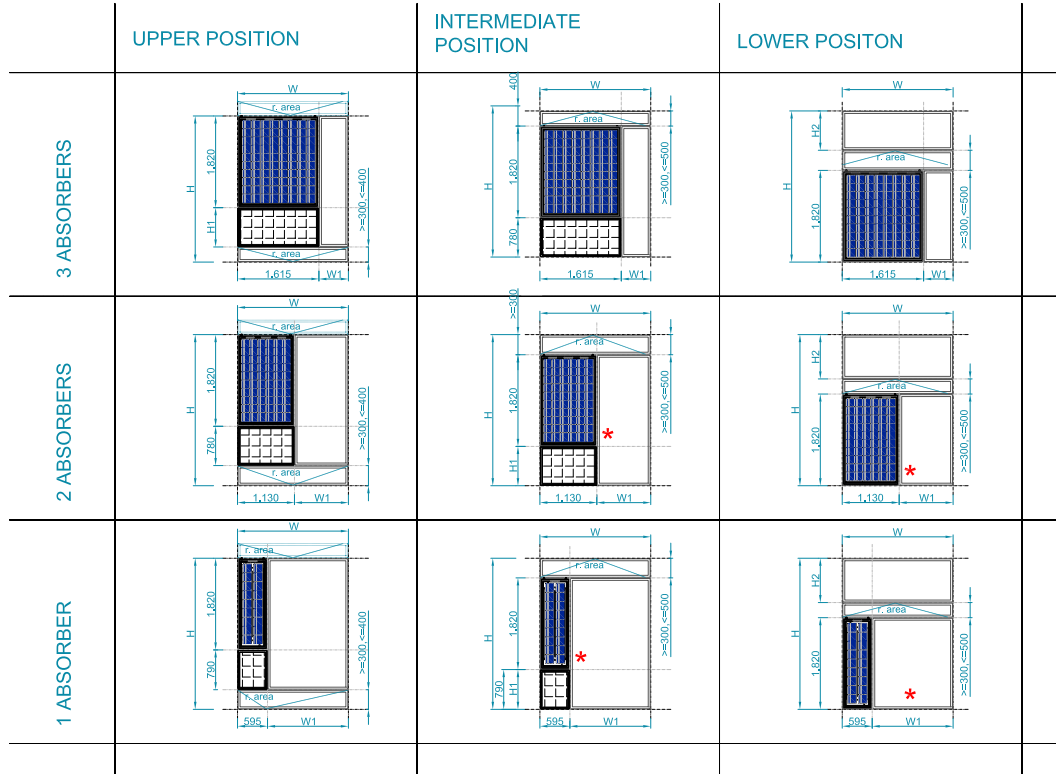 UPPER POSITION
INTERMEDIATE
POSITION
LOWER POSITON
3 ABSORBERS
W
r. area
H
1.820
H1
>=300,<=400
1.615
W1
400
W
r. area
H
1.820
780
>=300,<=500
1.615
W1
W
H2
r. area
H
1.820
>=300,<=500
1.615
W1
2 ABSORBERS
W
r. area
H
1.820
780
>=300,<=400
r. area
1.130
W1
>=300
W
r. area
H
1.820
H1
>=300,<=500
*
1.130
W1
W
H2
r. area
H
1.820
>=300,<=500
*
1.130
W1
1 ABSORBER
W
r. area
H
1.820
790
>=300,<=400
r. area
595
W1
W
r. area
H
1.820
790
H1
>=300,<=500
*
595
W1
W
H2
r. area
H
1.820
>=300,<=500
*
595
W1